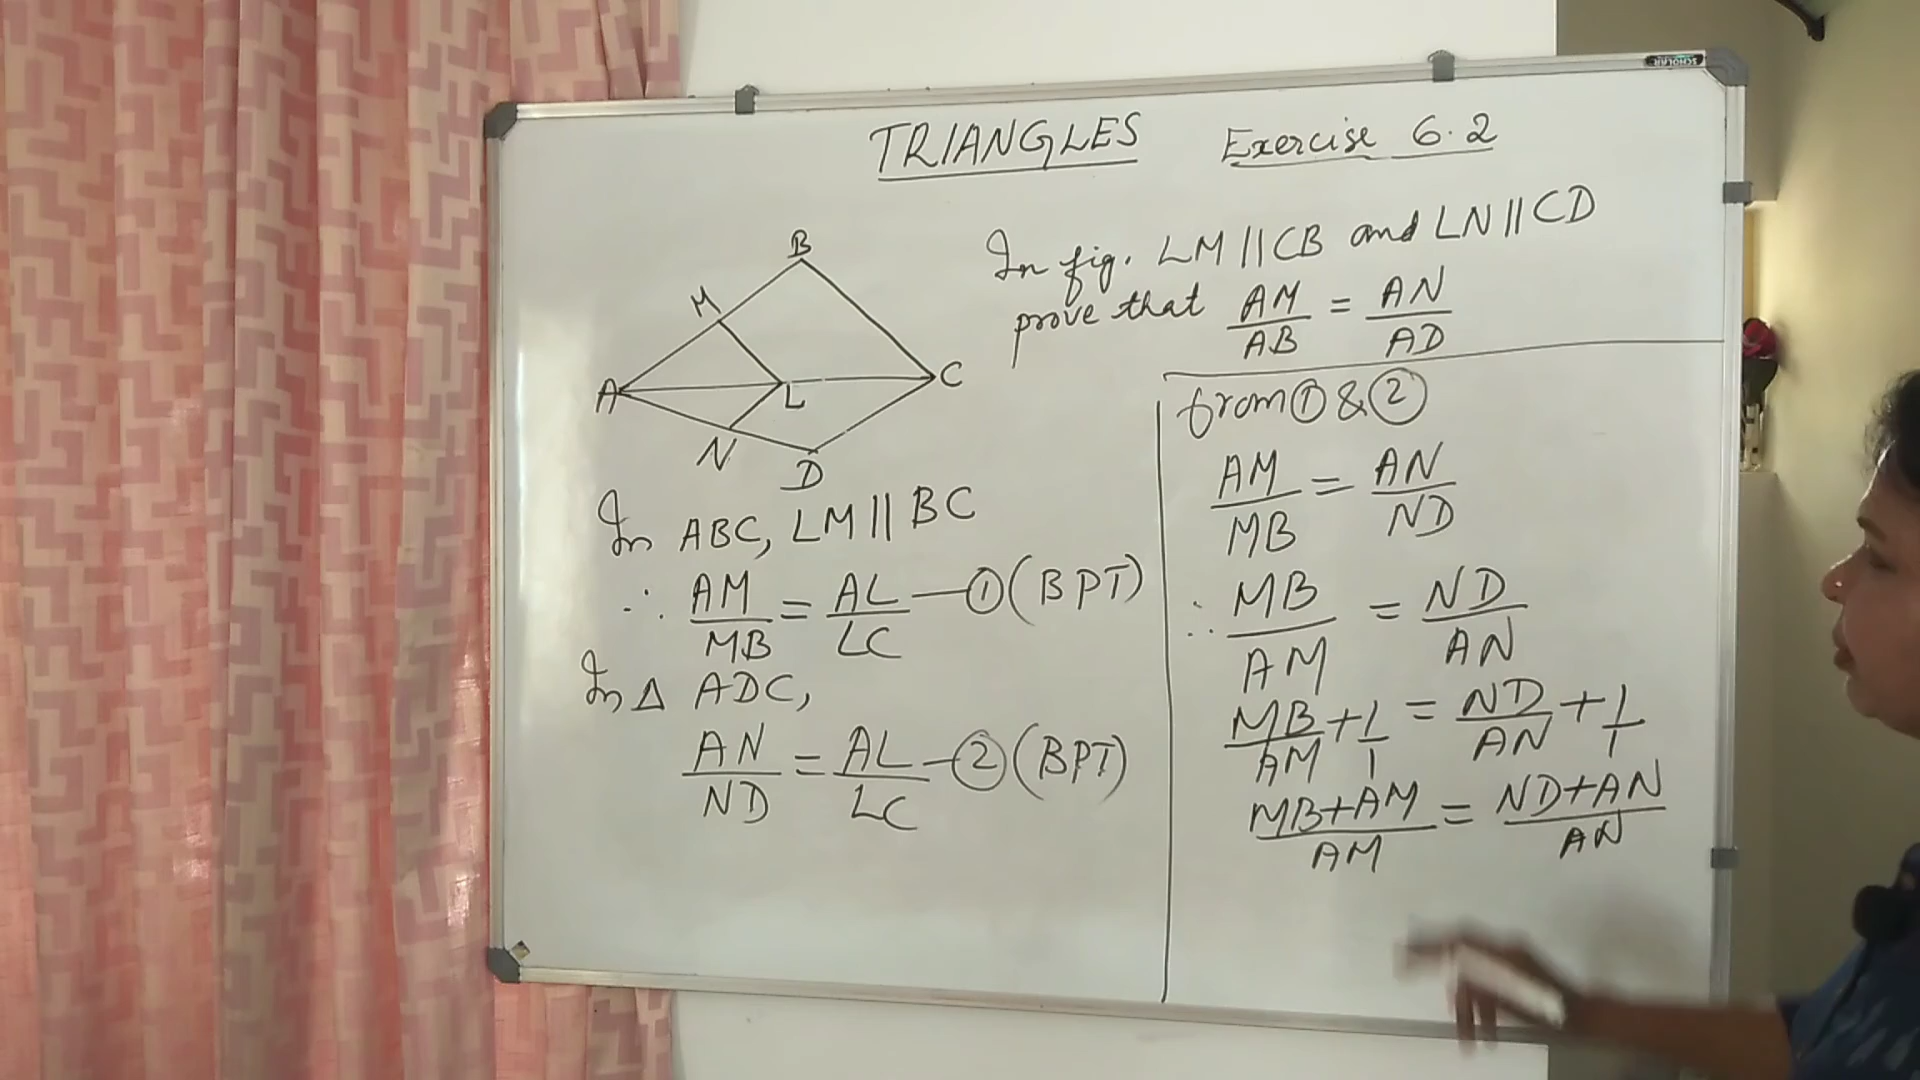 SCHOLAR
TRIANGLES Exercise 6.2
B
M
A
L
C
N
D
In fig. LM || CB and LN || CD
prove that AM/AB = AN/AD
In ABC, LM || BC
∴ AM/MB = AL/LC — ① (BPT)
In Δ ADC,
AN/ND = AL/LC — ② (BPT)
from ① & ②
AM/MB = AN/ND
∴ MB/AM = ND/AN
MB/AM + 1/1 = ND/AN + 1/1
MB+AM/AM = ND+AN/AN